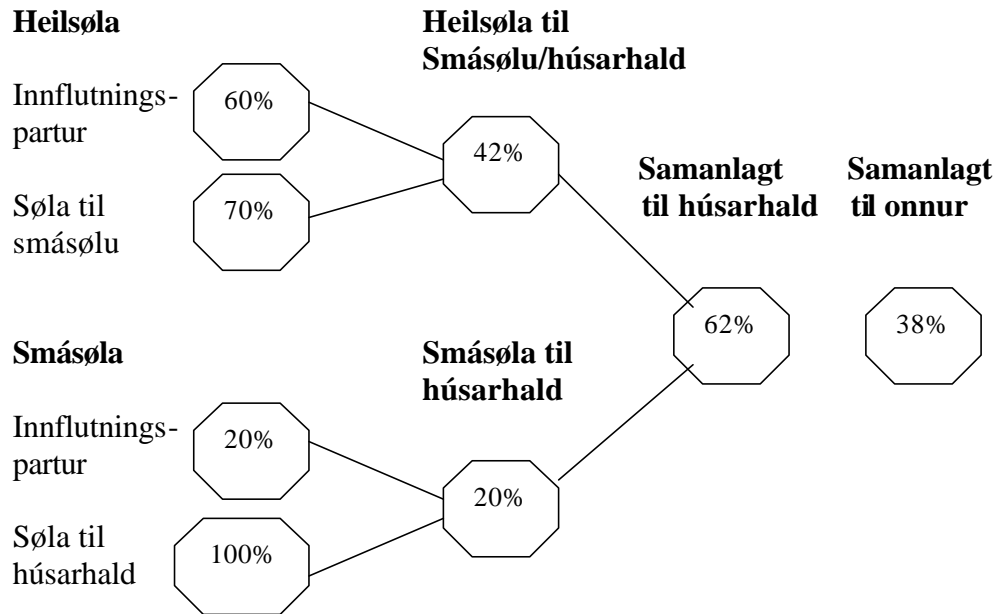 Heilsøla
Heilsøla til
Smásølu/húsarhald
Innflutnings-
partur
60%
42%
Søla til
smásølu
70%
Samanlagt
til húsarhald
Samanlagt
til onnur
62%
38%
Smásøla
Smásøla til
húsarhald
Innflutnings-
partur
20%
20%
Søla til
húsarhald
100%